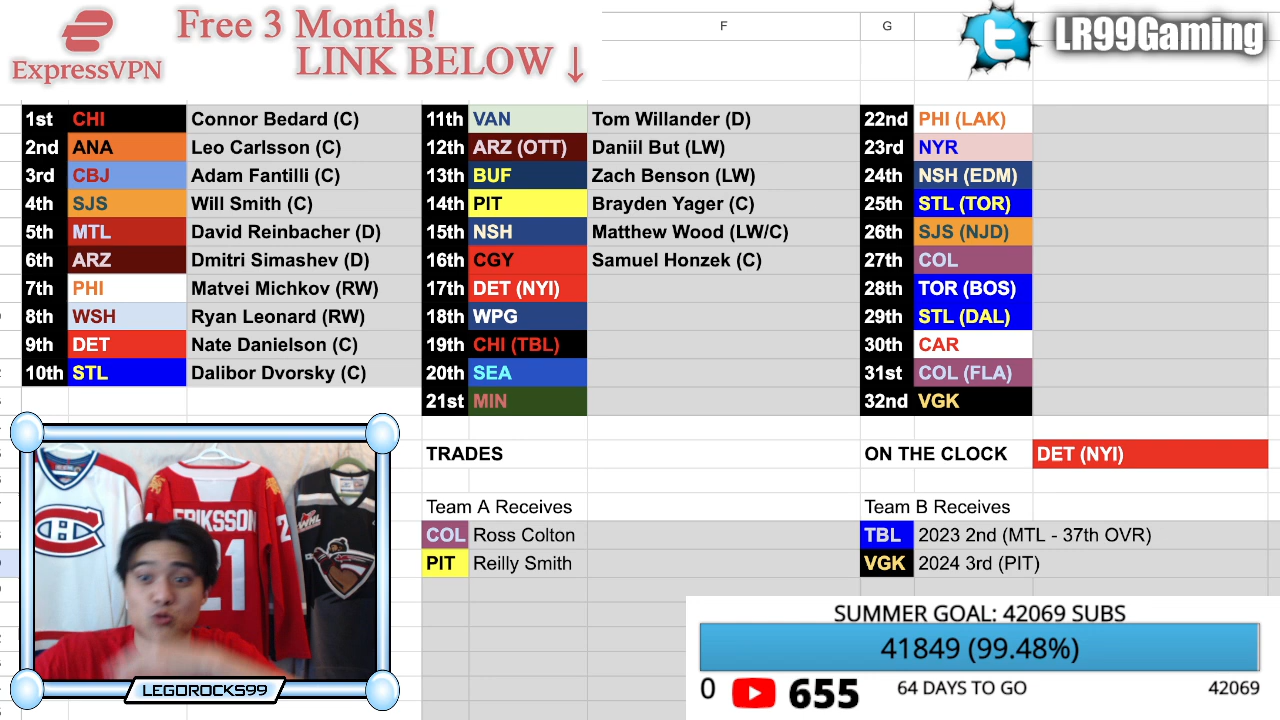 ExpressVPN
Free 3 Months!
LINK BELOW ↓
F
G
LR99Gaming
1st CHI Connor Bedard (C)
2nd ANA Leo Carlsson (C)
3rd CBJ Adam Fantilli (C)
4th SJS Will Smith (C)
5th MTL David Reinbacher (D)
6th ARZ Dmitri Simashev (D)
7th PHI Matvei Michkov (RW)
8th WSH Ryan Leonard (RW)
9th DET Nate Danielson (C)
10th STL Dalibor Dvorsky (C)
11th VAN Tom Willander (D)
12th ARZ (OTT) Daniil But (LW)
13th BUF Zach Benson (LW)
14th PIT Brayden Yager (C)
15th NSH Matthew Wood (LW/C)
16th CGY Samuel Honzek (C)
17th DET (NYI)
18th WPG
19th CHI (TBL)
20th SEA
21st MIN
22nd PHI (LAK)
23rd NYR
24th NSH (EDM)
25th STL (TOR)
26th SJS (NJD)
27th COL
28th TOR (BOS)
29th STL (DAL)
30th CAR
31st COL (FLA)
32nd VGK
TRADES
ON THE CLOCK DET (NYI)
Team A Receives
Team B Receives
COL Ross Colton
TBL 2023 2nd (MTL - 37th OVR)
PIT Reilly Smith
VGK 2024 3rd (PIT)
ERIKSSON
21
WHL
LEGOROCKS99
SUMMER GOAL: 42069 SUBS
41849 (99.48%)
0 655 64 DAYS TO GO 42069